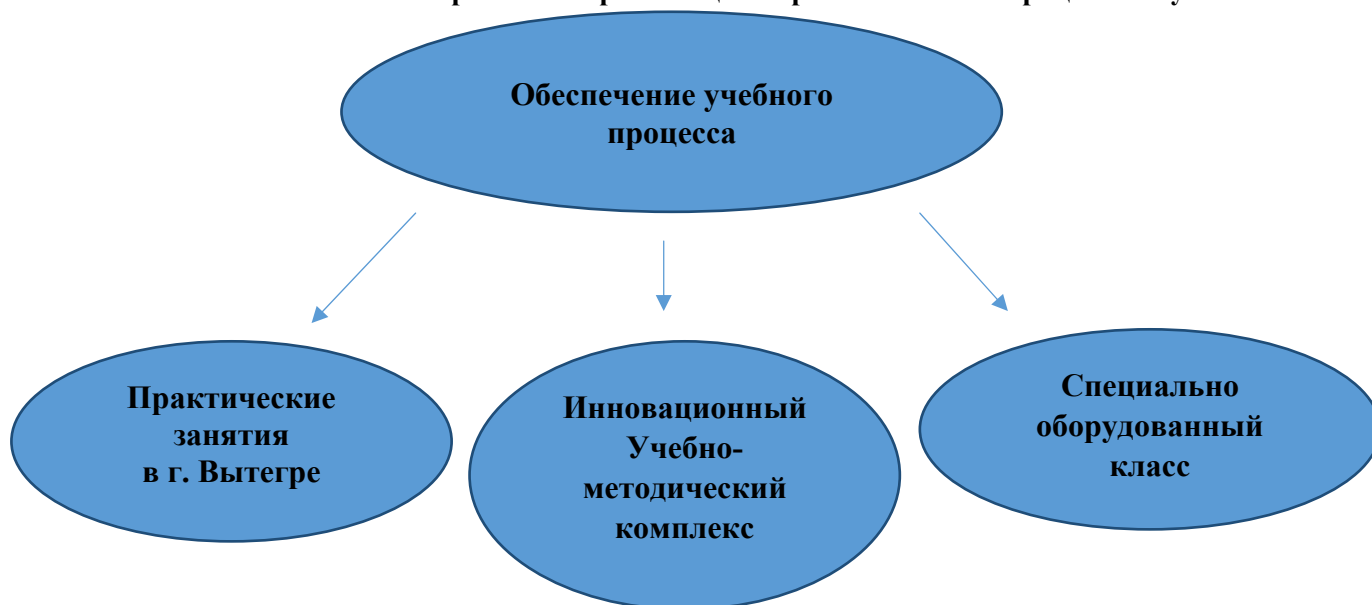 Обеспечение учебного
процесса
Практические
занятия
в г. Вытегре
Инновационный
Учебно-
методический
комплекс
Специально
оборудованный
класс